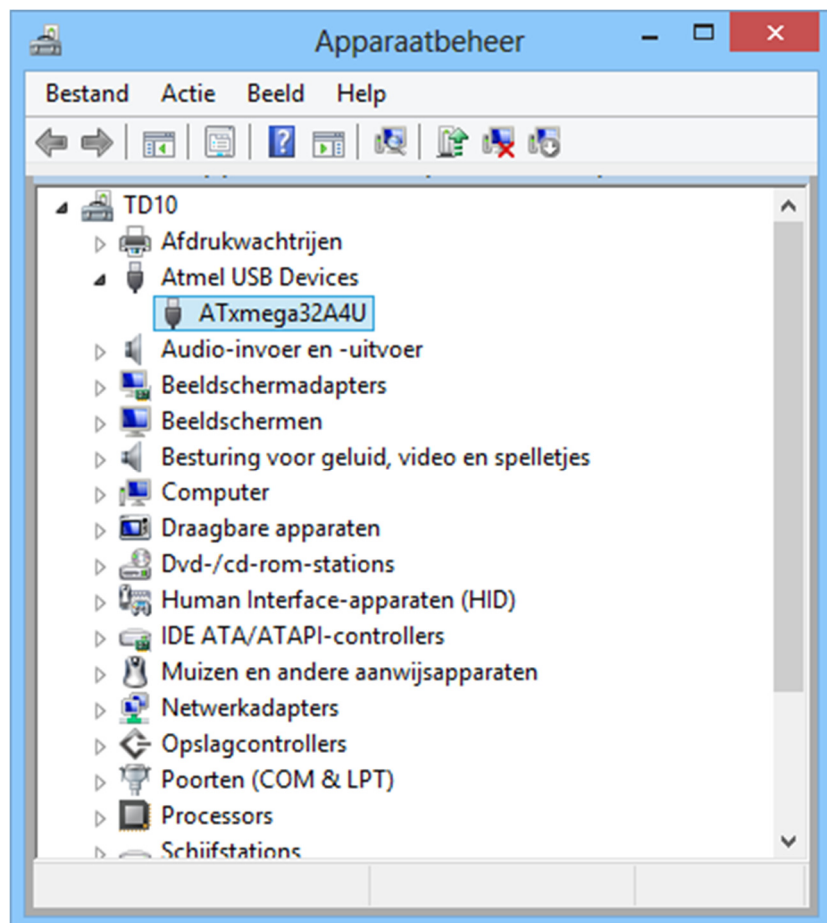 Apparaatbeheer
Bestand Actie Beeld Help
TD10
Afdrukwachtrijen
Atmel USB Devices
ATxmega32A4U
Audio-invoer en -uitvoer
Beeldschermadapters
Beeldschermen
Besturing voor geluid, video en spelletjes
Computer
Draagbare apparaten
Dvd-/cd-rom-stations
Human Interface-apparaten (HID)
IDE ATA/ATAPI-controllers
Muizen en andere aanwijsapparaten
Netwerkadapters
Opslagcontrollers
Poorten (COM & LPT)
Processors
Schijfstations